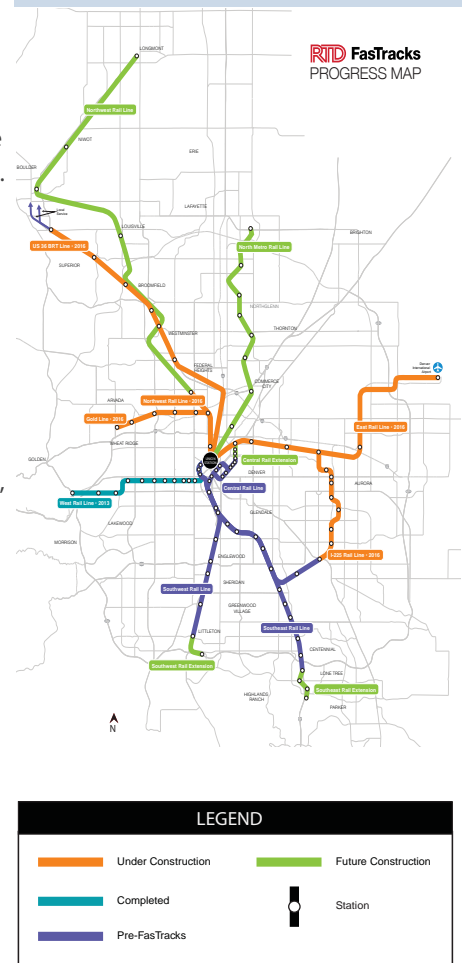 RTD FasTracks
PROGRESS MAP
LONGMONT
Northwest Rail Line
NIWOT
ERIE
BOULDER
LAFAYETTE
Local
Service
LOUISVILLE
BRIGHTON
US 36 BRT Line - 2016
North Metro Rail Line
SUPERIOR
BROOMFIELD
NORTHGLENN
THORNTON
WESTMINSTER
FEDERAL
HEIGHTS
Denver
International
Airport
COMMERCE
CITY
ARVADA
Northwest Rail Line - 2016
Gold Line - 2016
East Rail Line - 2016
WHEAT RIDGE
GOLDEN
Central Rail Extension
DENVER
AURORA
Central Rail Line
West Rail Line - 2013
GLENDALE
LAKEWOOD
MORRISON
I-225 Rail Line - 2016
ENGLEWOOD
SHERIDAN
Southwest Rail Line
GREENWOOD
VILLAGE
Southeast Rail Line
LITTLETON
CENTENNIAL
Southwest Rail Extension
LONE TREE
Southeast Rail Extension
HIGHLANDS
RANCH
PARKER
N
LEGEND
Under Construction
Future Construction
Completed
Station
Pre-FasTracks